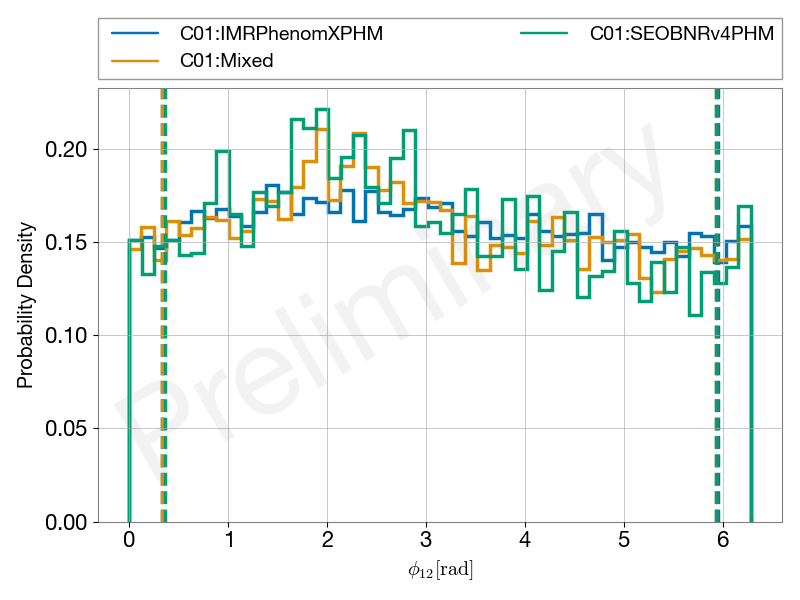 C01:IMRPhenomXPHM
C01:Mixed
C01:SEOBNRv4PHM
Preliminary
Probability Density
0.20
0.15
0.10
0.05
0.00
0 1 2 3 4 5 6
ϕ₁₂[rad]